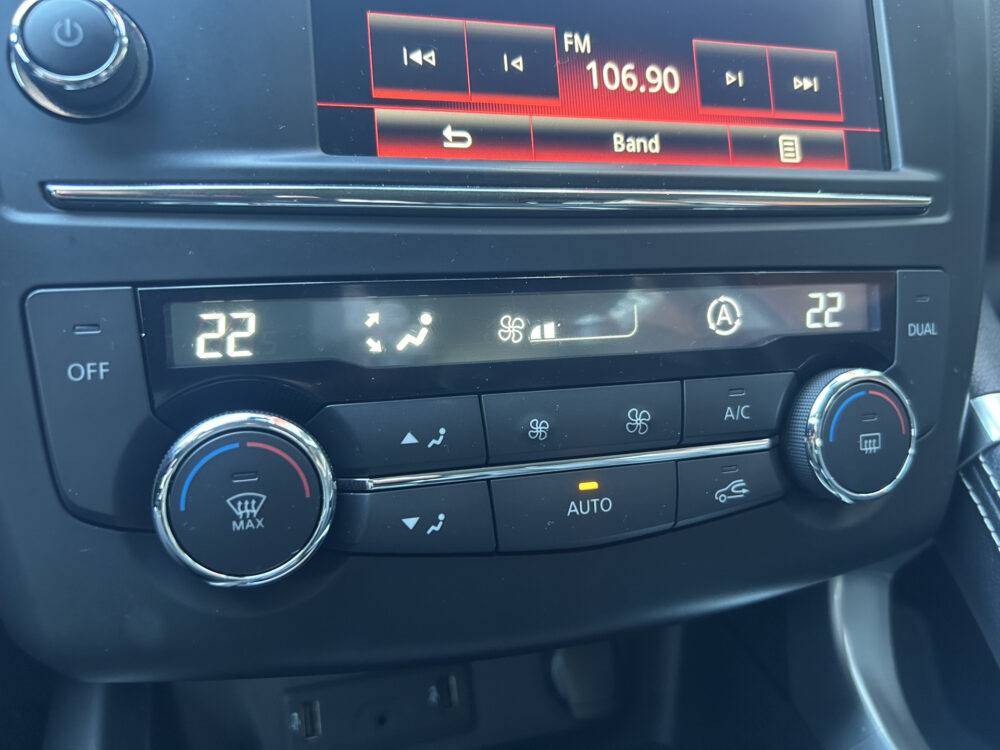 FM
106.90
Band
22
A
22
OFF
DUAL
A/C
MAX
AUTO